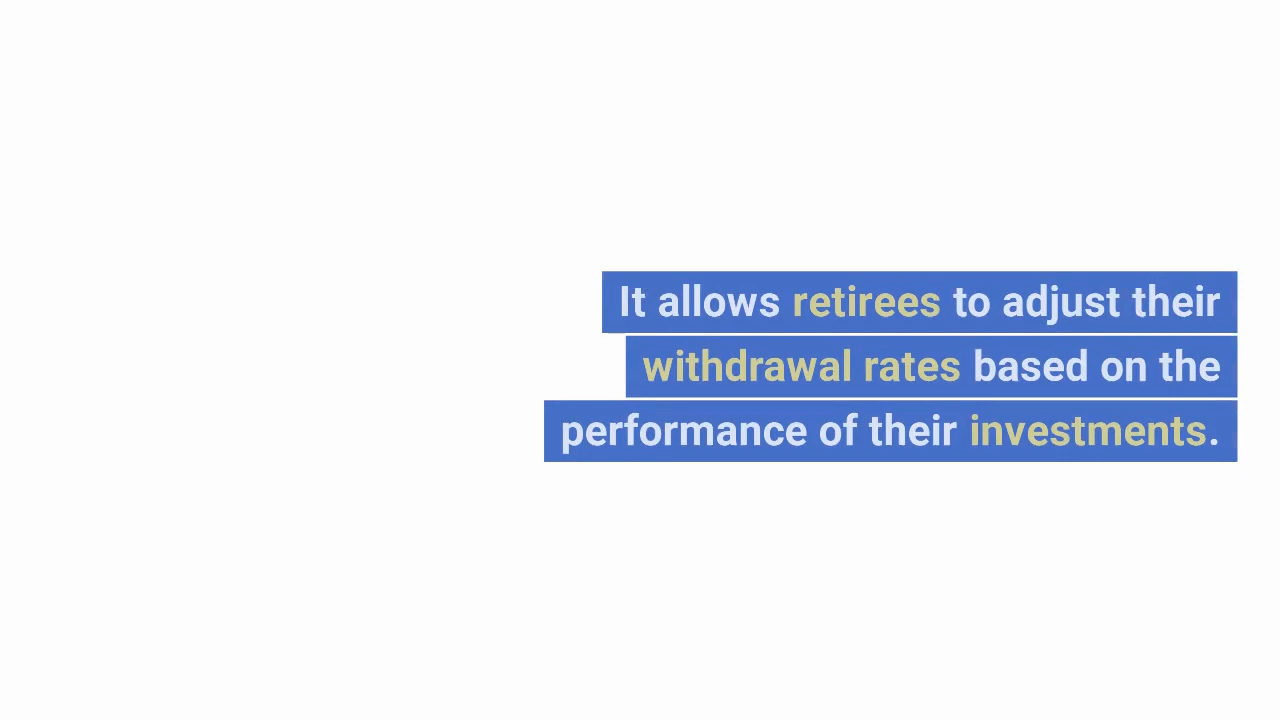 It allows retirees to adjust their
withdrawal rates based on the
performance of their investments.